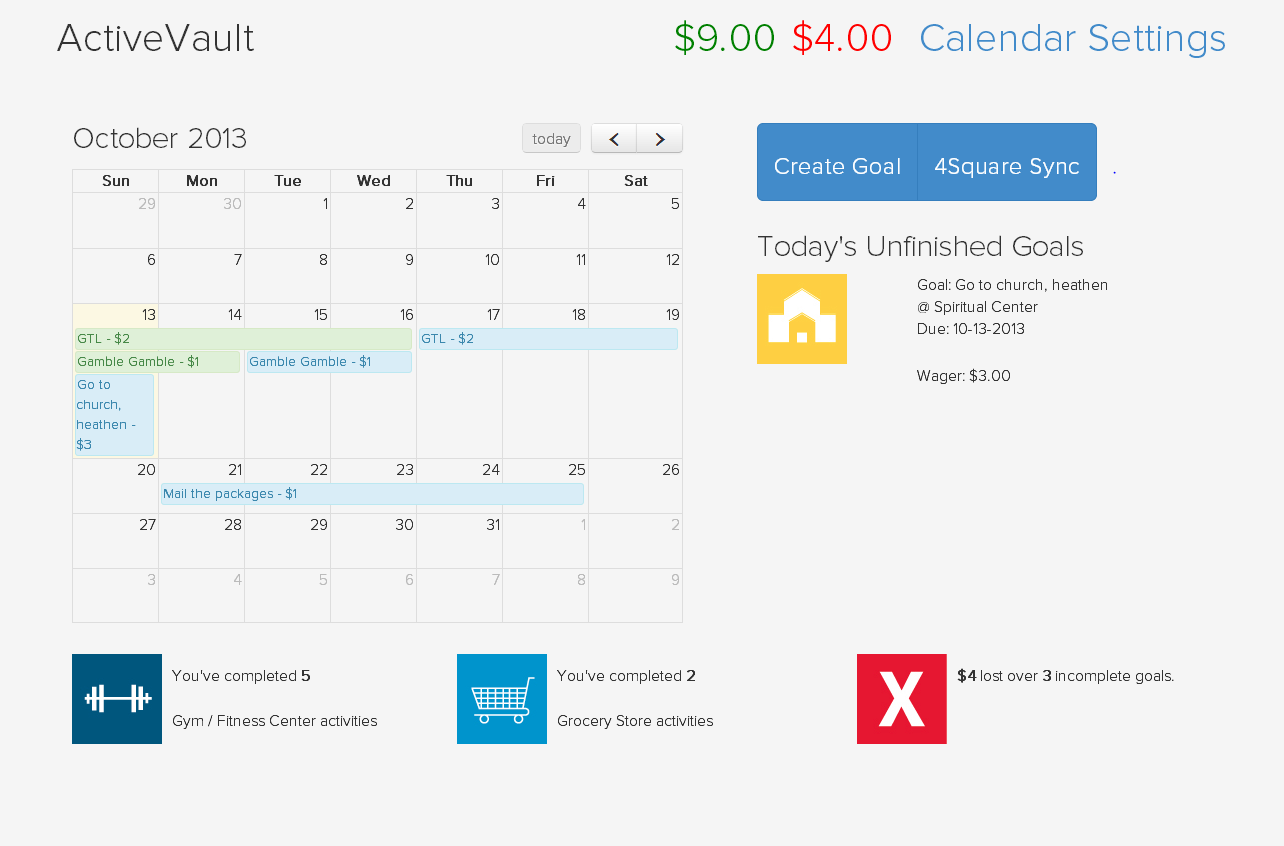 ActiveVault
$9.00 $4.00 Calendar Settings
October 2013
today
Sun Mon Tue Wed Thu Fri Sat
29 30 1 2 3 4 5
6 7 8 9 10 11 12
13 14 15 16 17 18 19
GTL - $2
GTL - $2
Gamble Gamble - $1
Gamble Gamble - $1
Go to
church,
heathen -
$3
20 21 22 23 24 25 26
Mail the packages - $1
27 28 29 30 31 1 2
3 4 5 6 7 8 9
Create Goal
4Square Sync
.
Today's Unfinished Goals
Goal: Go to church, heathen
@ Spiritual Center
Due: 10-13-2013
Wager: $3.00
You've completed 5
Gym / Fitness Center activities
You've completed 2
Grocery Store activities
X
$4 lost over 3 incomplete goals.